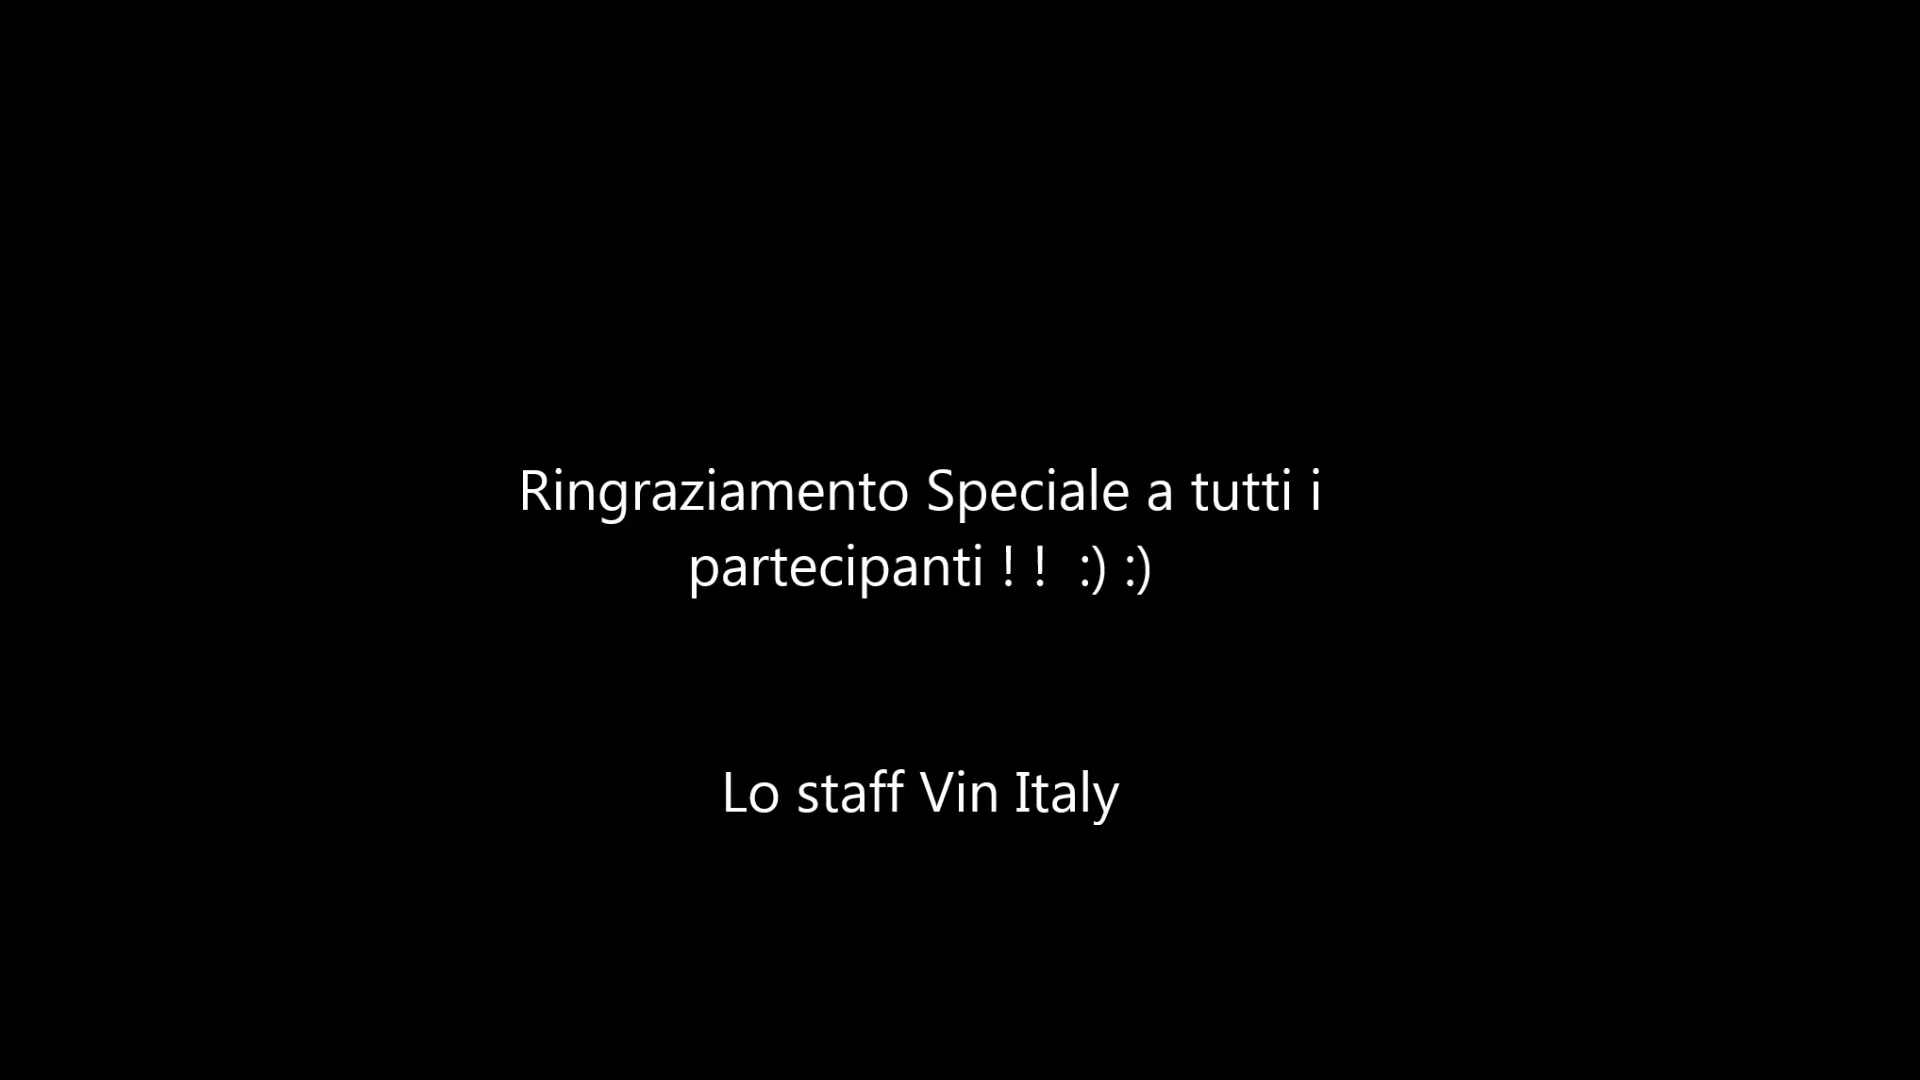 Ringraziamento Speciale a tutti i
partecipanti ! !  :) :)
Lo staff Vin Italy